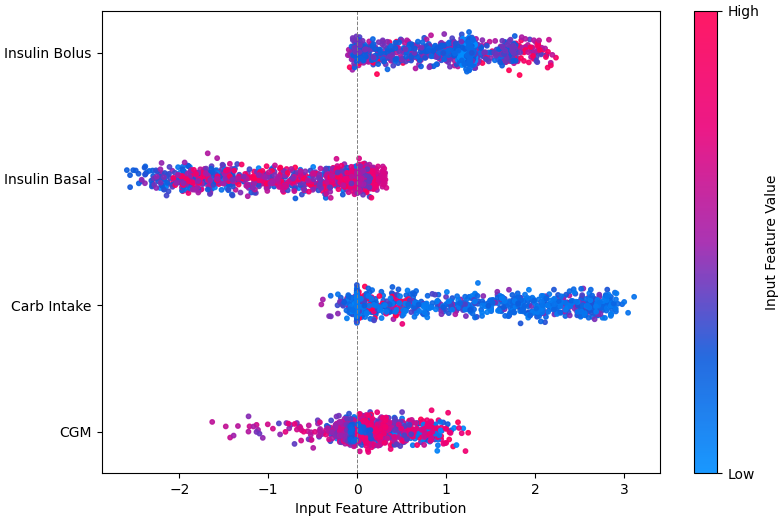 High
Insulin Bolus
Insulin Basal
Carb Intake
CGM
Input Feature Value
Low
−2 −1 0 1 2 3
Input Feature Attribution